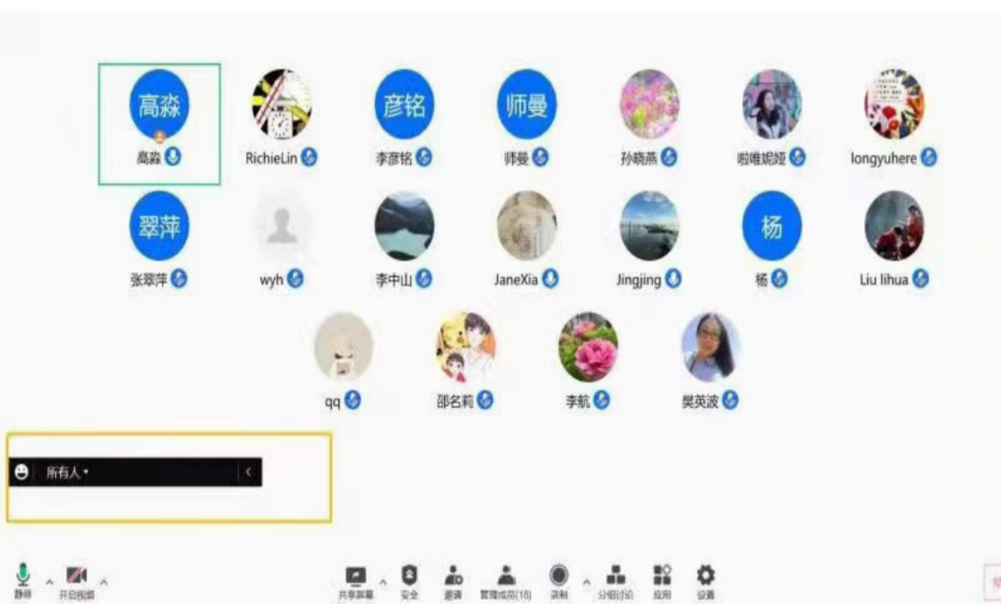 高淼
彦铭
师曼
高淼 RichieLin 李彦铭 师曼 孙晓燕 啦唯妮娅 longyuhere
翠萍
杨
张翠萍 wyh 李中山 JaneXia Jingjing 杨 Liu lihua
qq 邵名莉 李航 樊英波
所有人
静音 开启视频 共享屏幕 安全 邀请 管理成员(18) 录制 分组讨论 应用 设置